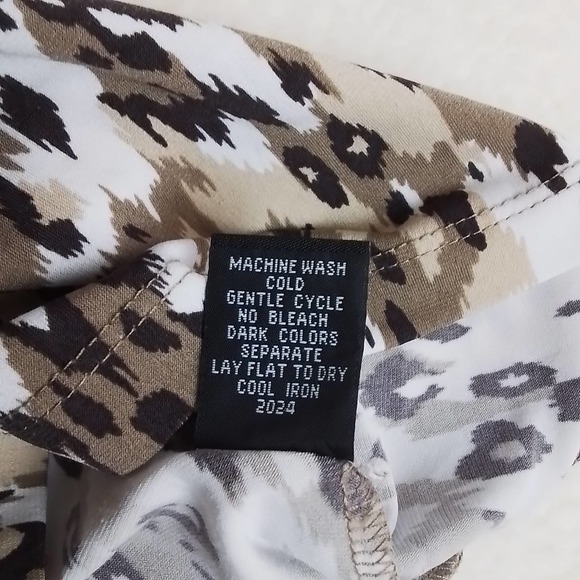 MACHINE WASH
COLD
GENTLE CYCLE
NO BLEACH
DARK COLORS
SEPARATE
LAY FLAT TO DRY
COOL IRON
2024